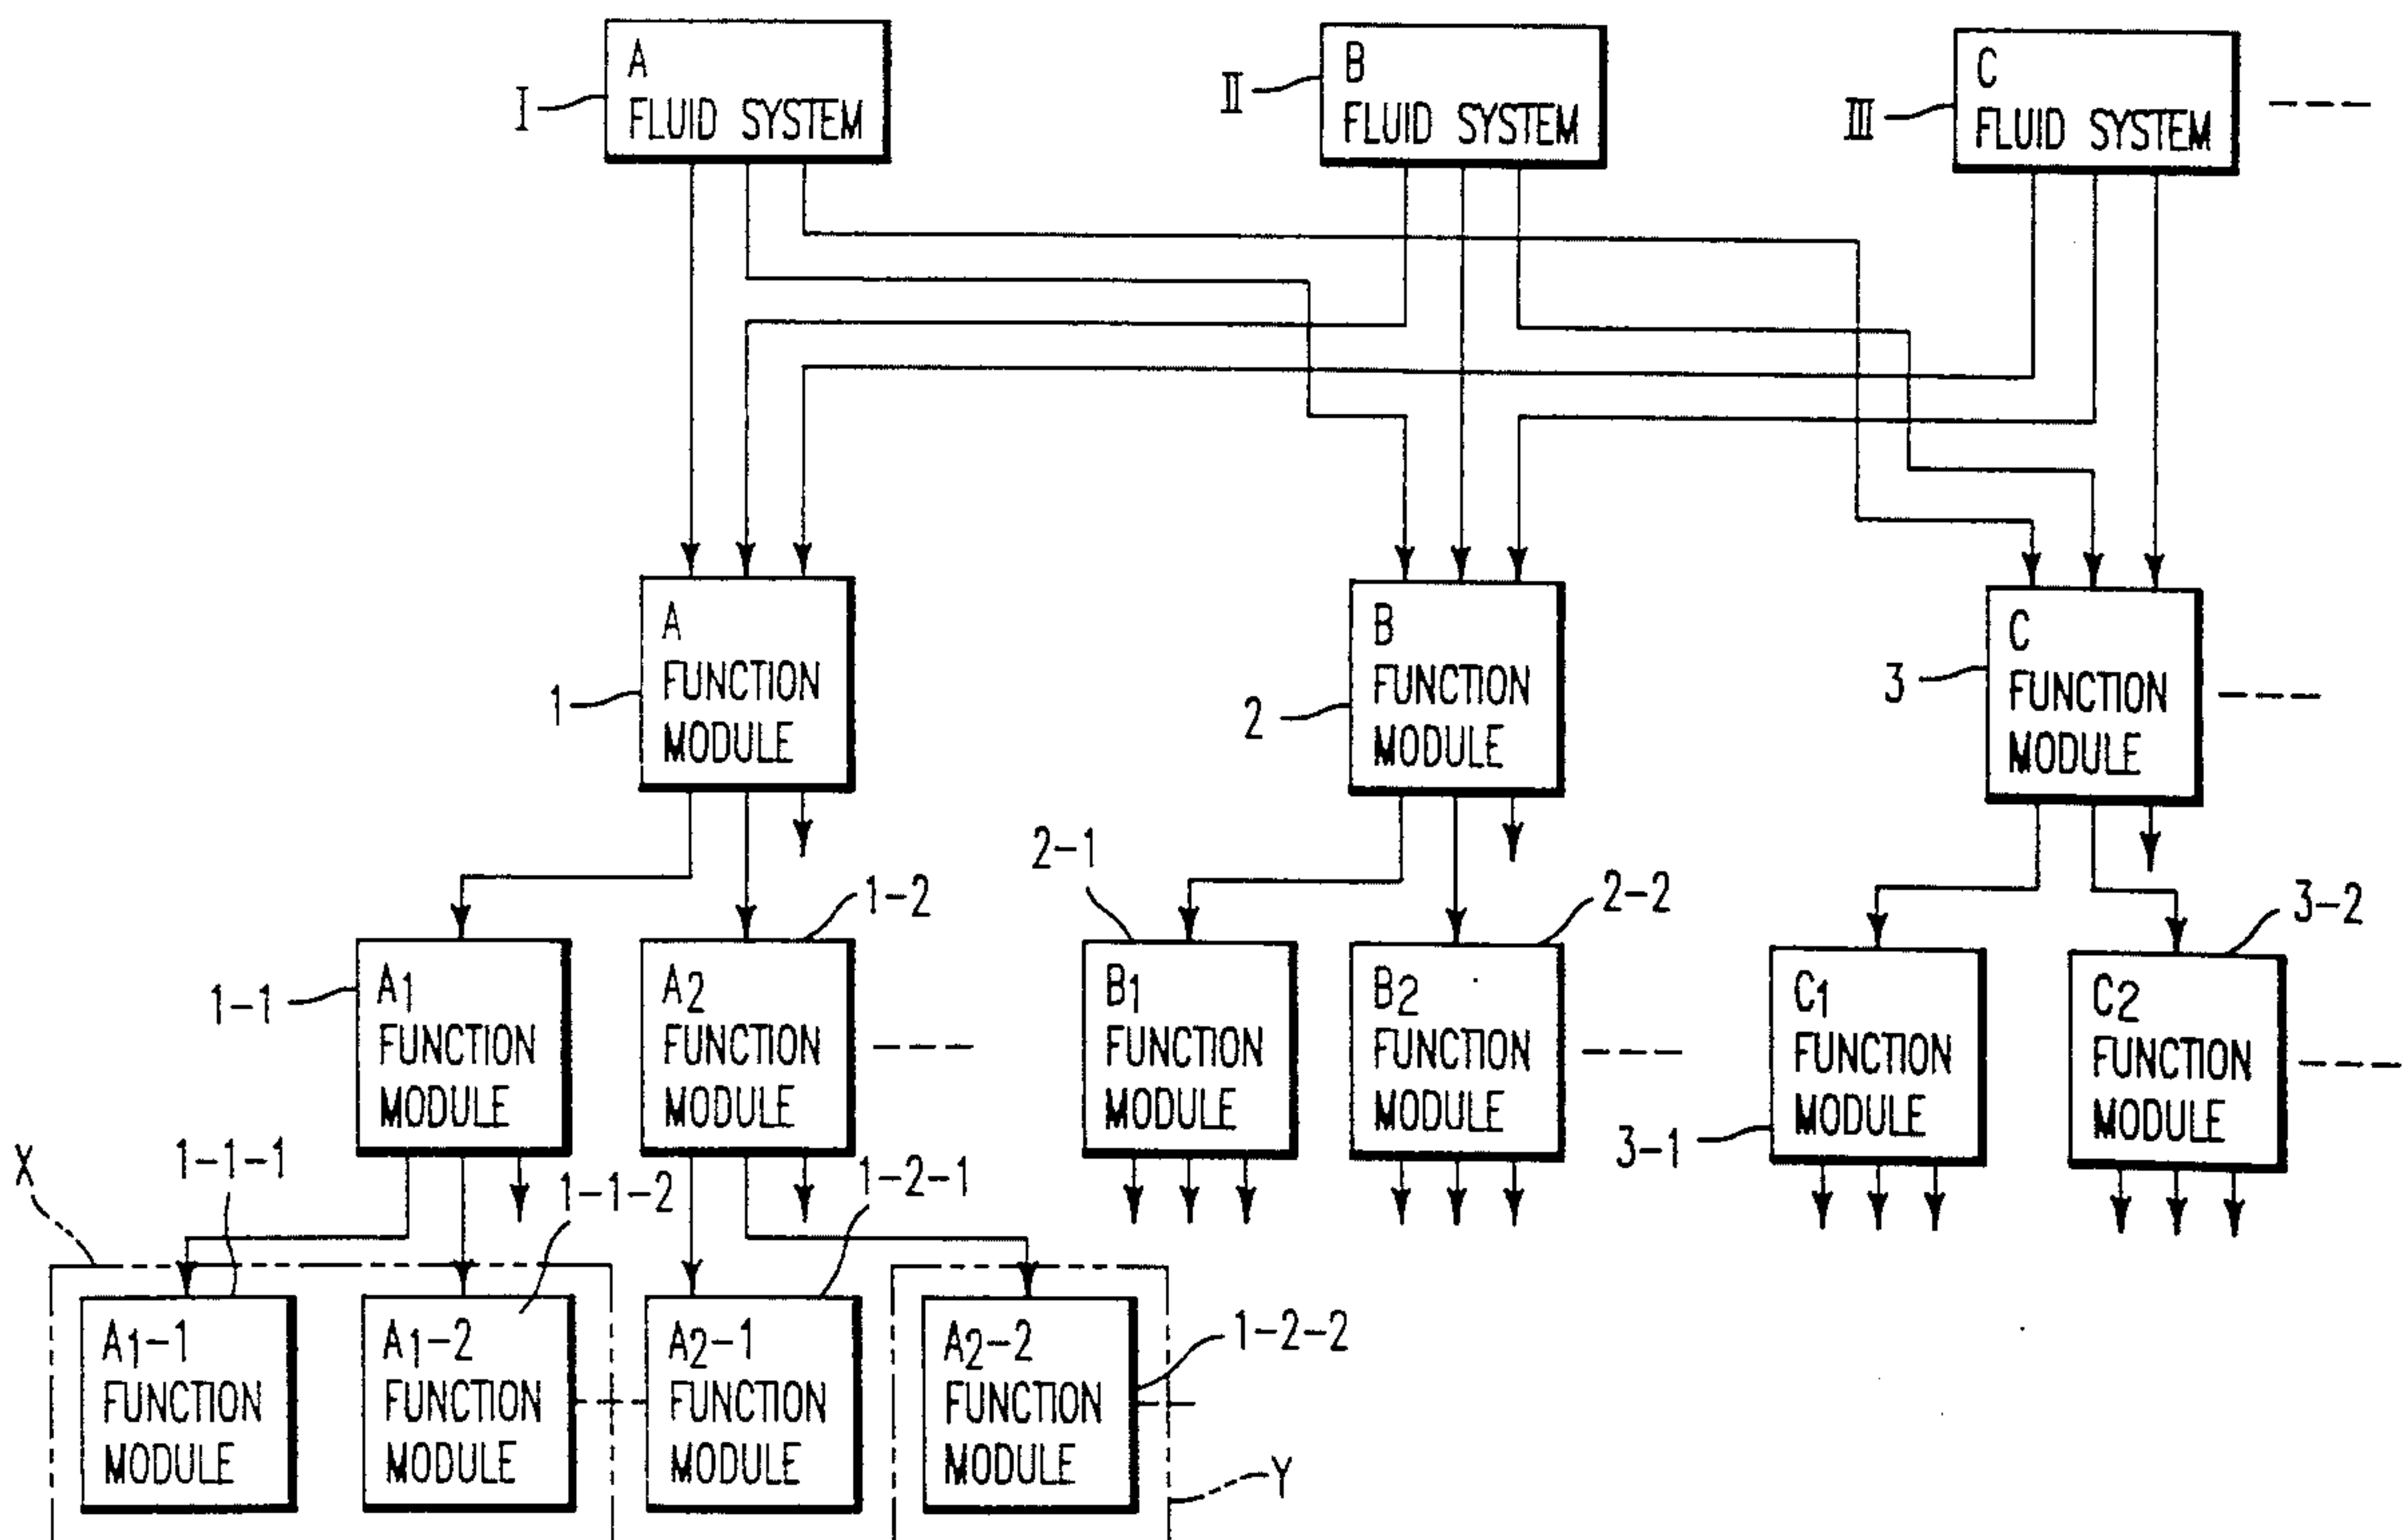 I
A
FLUID SYSTEM
II
B
FLUID SYSTEM
III
C
FLUID SYSTEM
1
A
FUNCTION
MODULE
2
B
FUNCTION
MODULE
3
C
FUNCTION
MODULE
1-1
A1
FUNCTION
MODULE
1-2
A2
FUNCTION
MODULE
2-1
B1
FUNCTION
MODULE
2-2
B2
FUNCTION
MODULE
3-1
C1
FUNCTION
MODULE
3-2
C2
FUNCTION
MODULE
X
1-1-1
A1-1
FUNCTION
MODULE
1-1-2
A1-2
FUNCTION
MODULE
1-2-1
A2-1
FUNCTION
MODULE
1-2-2
A2-2
FUNCTION
MODULE
Y